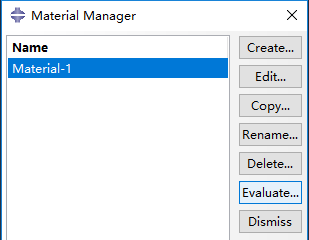 Material Manager
Name
Material-1
Create...
Edit...
Copy...
Rename...
Delete...
Evaluate...
Dismiss